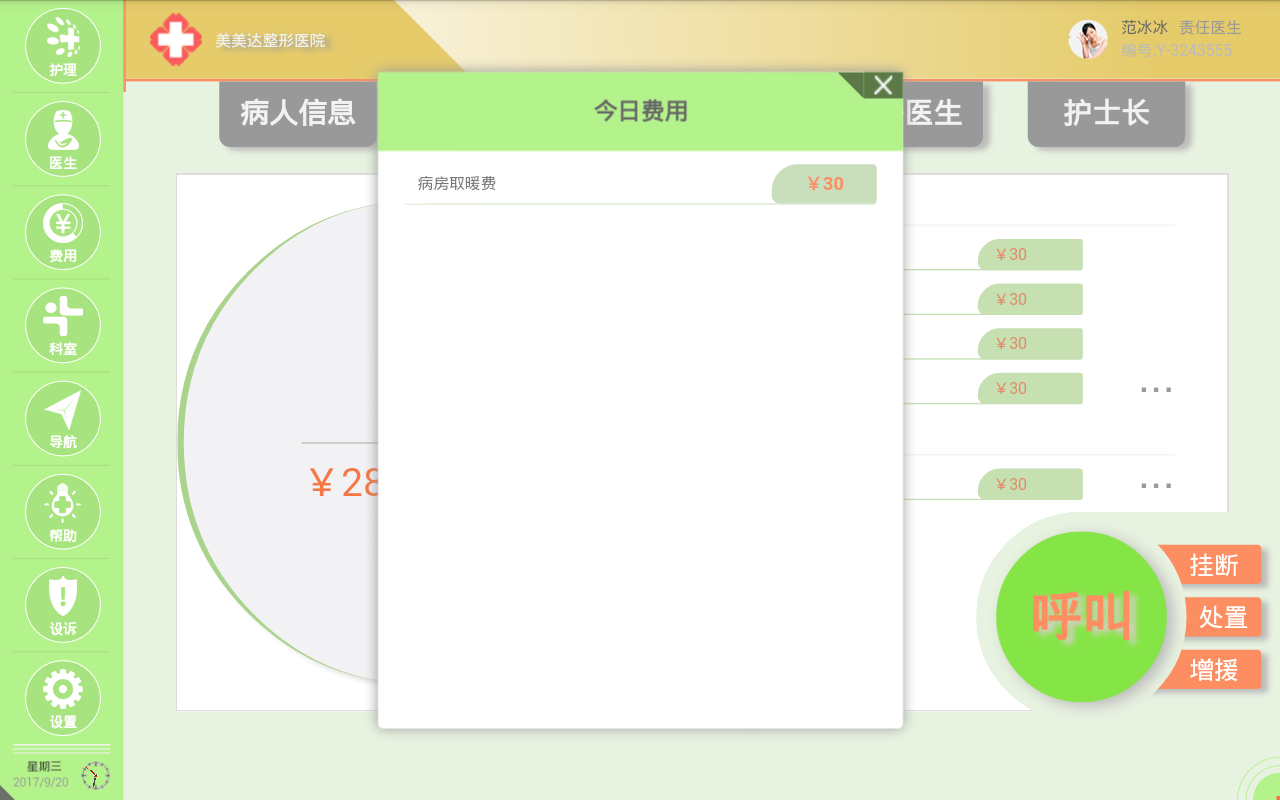 护理
医生
费用
科室
导航
帮助
设诉
设置
星期三
2017/9/20
美美达整形医院
范冰冰 责任医生
编号:Y-3243555
病人信息
医生
护士长
今日费用
病房取暖费
￥30
￥28
￥30
￥30
￥30
￥30
...
￥30
...
呼叫
挂断
处置
增援